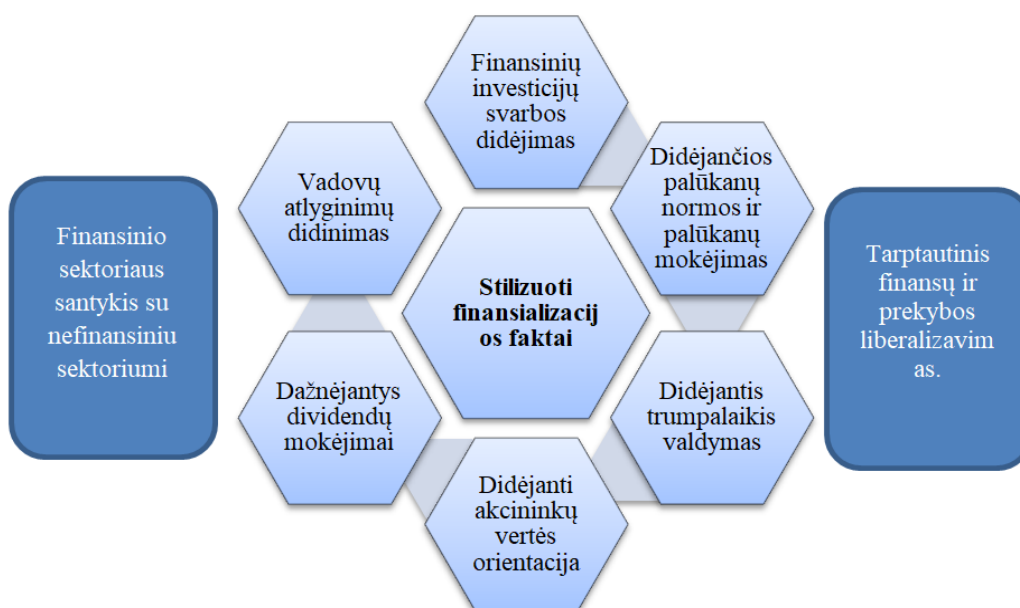 Finansinių
investicijų
svarbos
didėjimas
Didėjančios
palūkanų
normos ir
palūkanų
mokėjimas
Didėjantis
trumpalaikis
valdymas
Didėjanti
akcininkų
vertės
orientacija
Dažnėjantys
dividendų
mokėjimai
Vadovų
atlyginimų
didinimas
Stilizuoti
finansializacij
os faktai
Finansinio
sektoriaus
santykis su
nefinansiniu
sektoriumi
Tarptautinis
finansų ir
prekybos
liberalizavim
as.